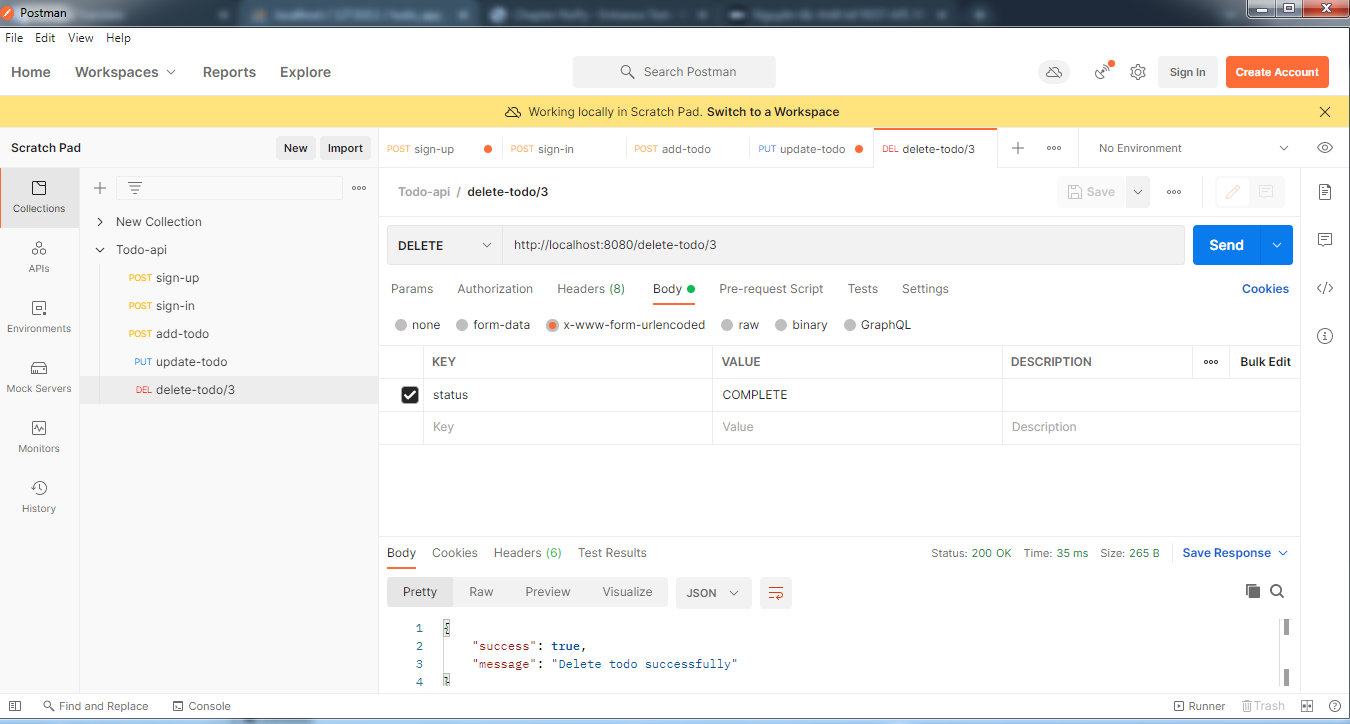 Postman
File Edit View Help
Home Workspaces Reports Explore Search Postman Sign In Create Account
Working locally in Scratch Pad. Switch to a Workspace
Scratch Pad New Import
POST sign-up POST sign-in POST add-todo PUT update-todo DEL delete-todo/3 No Environment
Collections
APIs
Environments
Mock Servers
Monitors
History
New Collection
Todo-api
POST sign-up
POST sign-in
POST add-todo
PUT update-todo
DEL delete-todo/3
Todo-api / delete-todo/3 Save
DELETE http://localhost:8080/delete-todo/3 Send
Params Authorization Headers (8) Body Pre-request Script Tests Settings Cookies
none form-data x-www-form-urlencoded raw binary GraphQL
KEY VALUE DESCRIPTION Bulk Edit
status COMPLETE
Key Value Description
Body Cookies Headers (6) Test Results Status: 200 OK Time: 35 ms Size: 265 B Save Response
Pretty Raw Preview Visualize JSON
1 {
2 "success": true,
3 "message": "Delete todo successfully"
4 }
Find and Replace Console Runner Trash